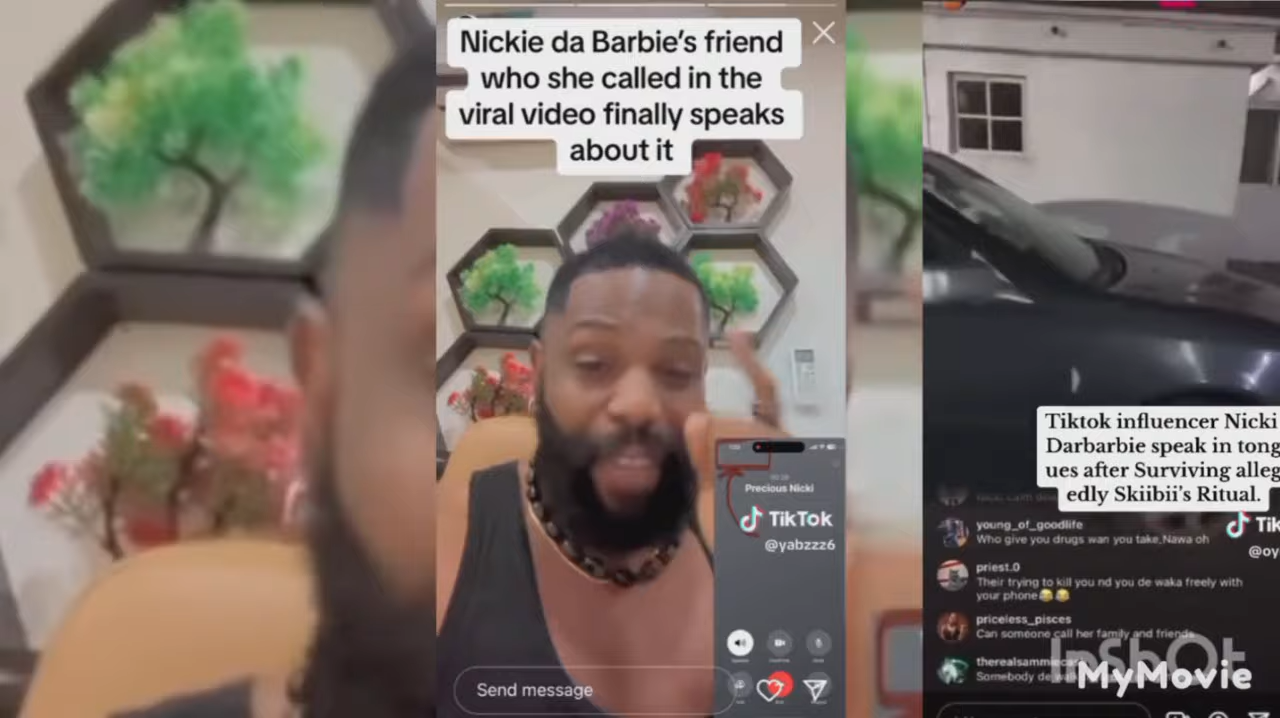 Nickie da Barbie's friend
who she called in the
viral video finally speaks
about it
Precious Nicki
TikTok
@yabzzz6
Send message
Tiktok influencer Nicki
Darbarbie speak in tong
ues after Surviving alleg
edly Skiibii's Ritual.
young_of_goodlife
Who give you drugs wan you take,Nawa oh
Tik
@oy
priest.0
Their trying to kill you nd you de waka freely with
your phone😂😂
priceless_pisces
Can someone call her family and friends
therealsammie
Somebody de
InShOt
MyMovie